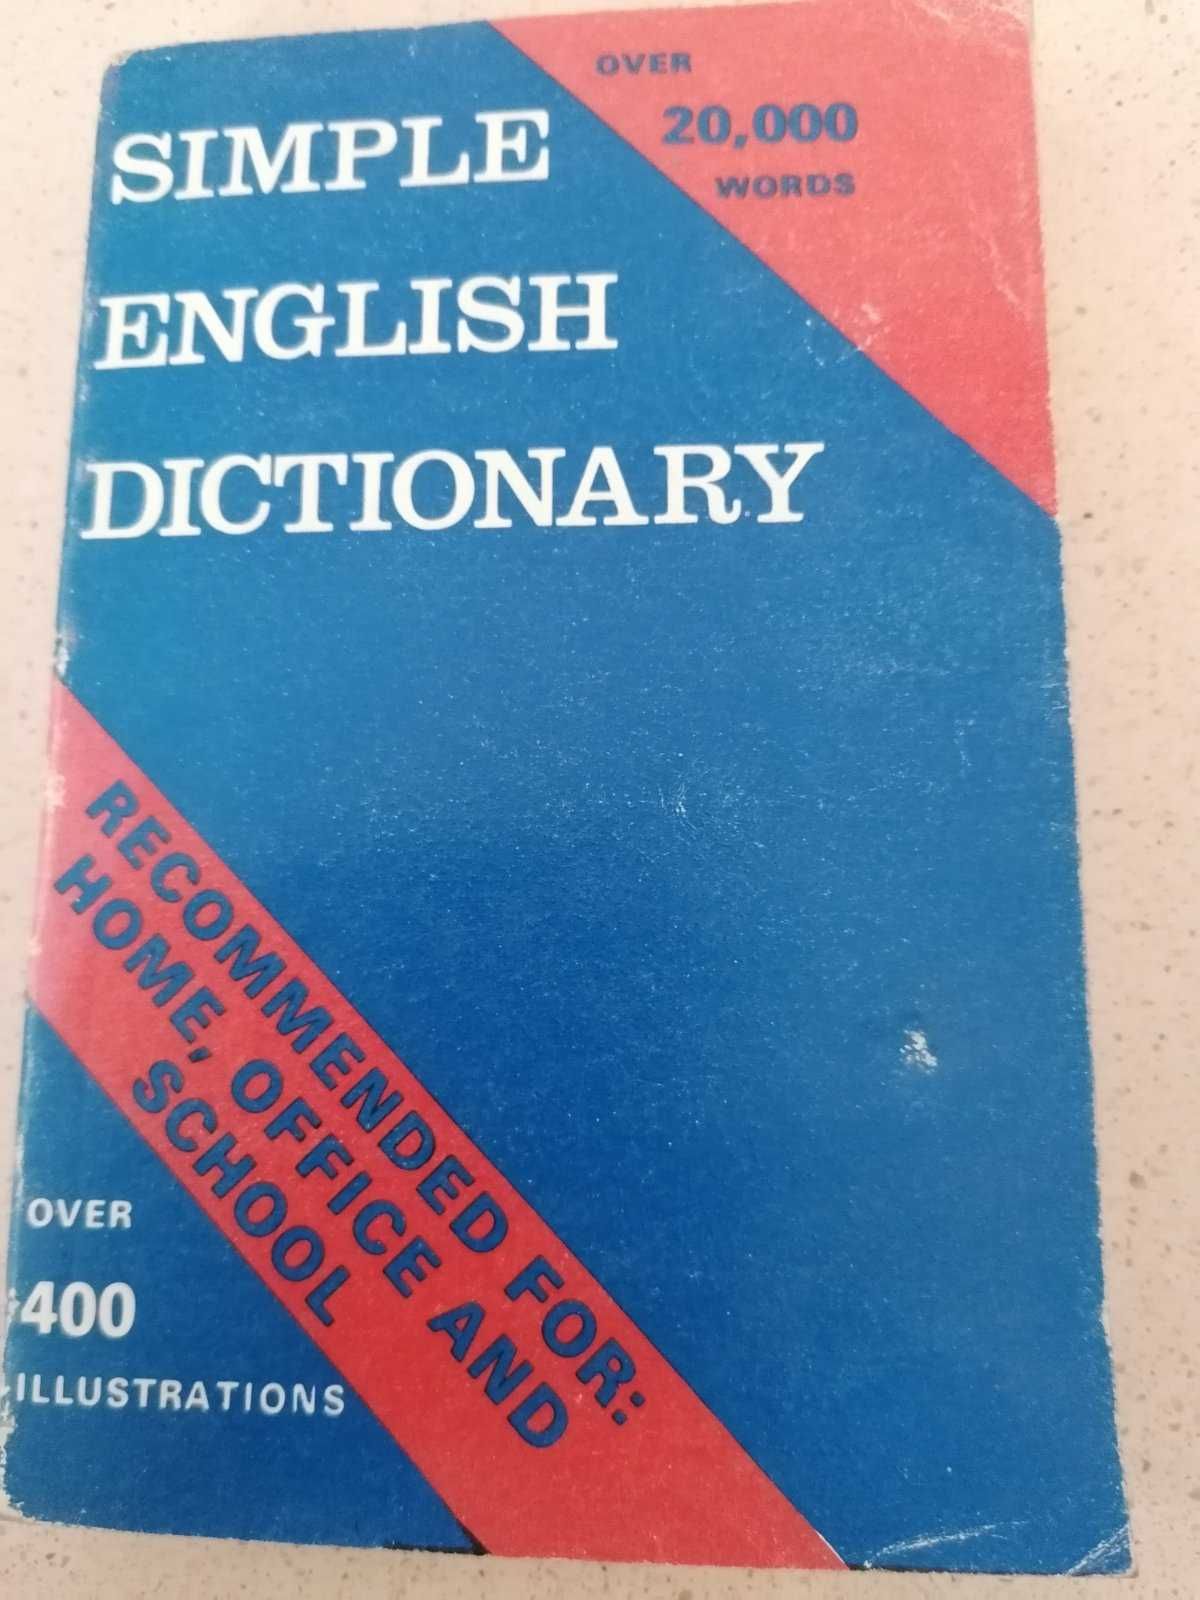 OVER
20,000
WORDS
SIMPLE
ENGLISH
DICTIONARY
RECOMMENDED FOR:
HOME, OFFICE AND
SCHOOL
OVER
400
ILLUSTRATIONS